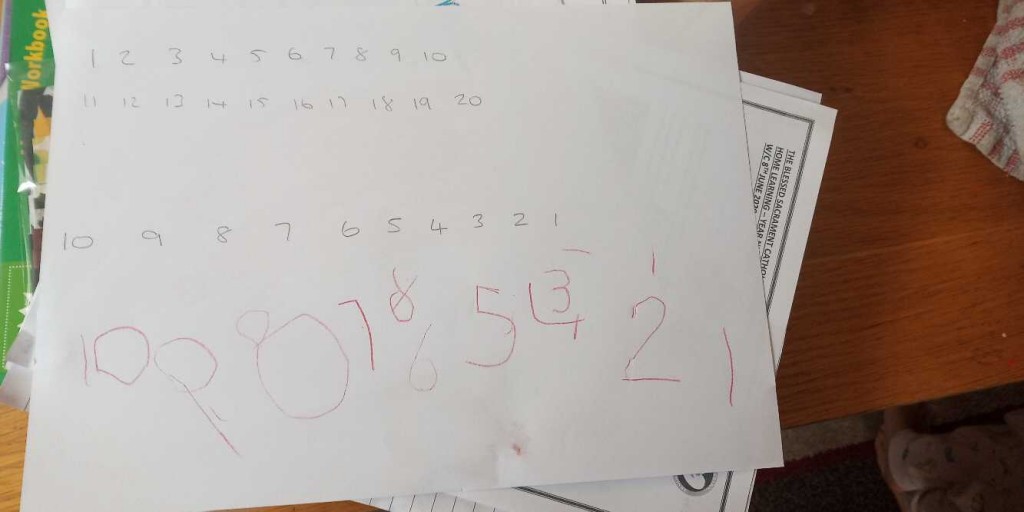 Workbook
1 2 3 4 5 6 7 8 9 10
11 12 13 14 15 16 17 18 19 20
10 9 8 7 6 5 4 3 2 1
10 9 8 7 8 6 5 4 3 2 1
THE BLESSED SACRAMENT CATHO
HOME LEARNING – YEAR
W/C 8TH JUNE